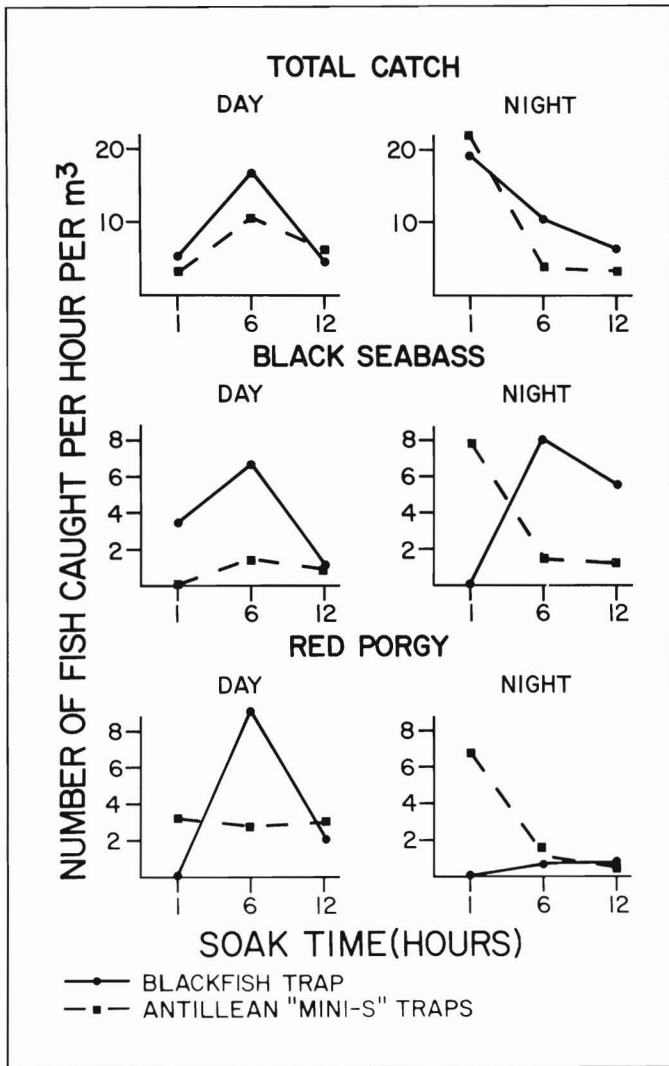 TOTAL CATCH
DAY NIGHT
NUMBER OF FISH CAUGHT PER HOUR PER m³
20 20
10 10
1 6 12 1 6 12
BLACK SEABASS
DAY NIGHT
8 8
6 6
4 4
2 2
1 6 12 1 6 12
RED PORGY
DAY NIGHT
8 8
6 6
4 4
2 2
1 6 12 1 6 12
SOAK TIME(HOURS)
BLACKFISH TRAP
ANTILLEAN "MINI-S" TRAPS